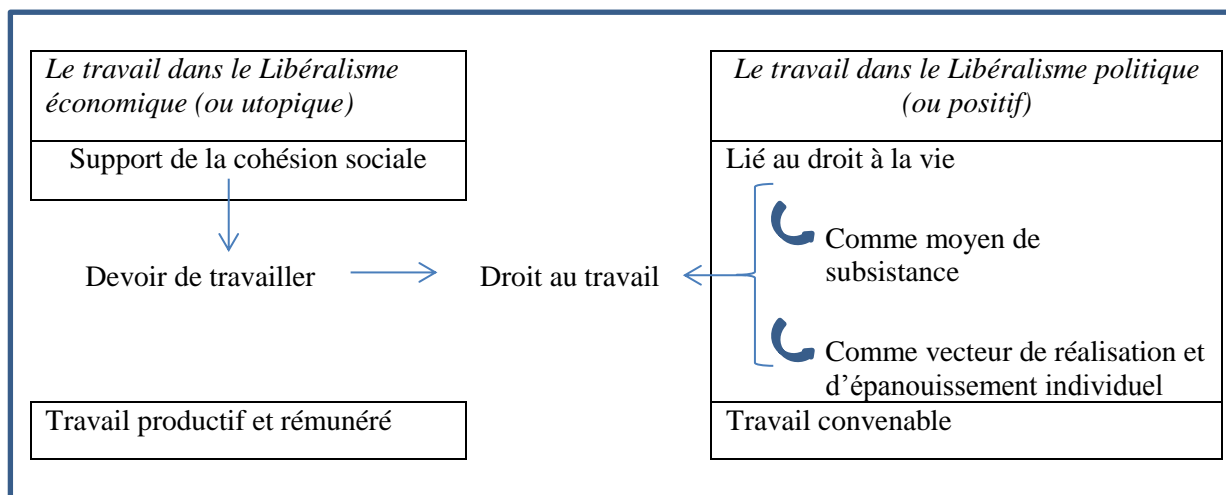 Le travail dans le Libéralisme
économique (ou utopique)
Support de la cohésion sociale
Devoir de travailler
Droit au travail
Travail productif et rémunéré
Le travail dans le Libéralisme politique
(ou positif)
Lié au droit à la vie
Comme moyen de
subsistance
Comme vecteur de réalisation et
d’épanouissement individuel
Travail convenable